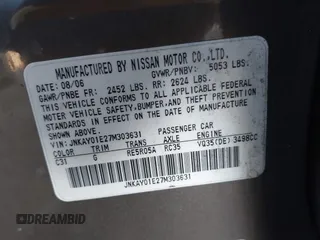 MANUFACTURED BY NISSAN MOTOR CO.,LTD.
08/06 GVWR/PNBV: 5053 LBS.
GAWR/PNBE FR: 2452 LBS. RR: 2624 LBS.
THIS VEHICLE CONFORMS TO ALL APPLICABLE FEDERAL
MOTOR VEHICLE SAFETY, BUMPER, AND THEFT PREVENTION
STANDARDS IN EFFECT ON THE DATE OF MANUFACTURE
SHOWN ABOVE.
VIN: JNKAY01E27M303631 PASSENGER CAR
COLOR TRIM TRANS AXLE ENGINE
C31 G RE5R05A RC35 VQ35(DE) 3498CC
JNKAY01E27M303631
DREAMBID